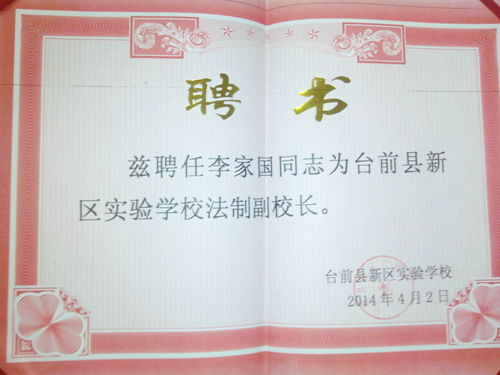 聘书
兹聘任李家国同志为台前县新
区实验学校法制副校长。
台前县新区实验学校
2014年4月2日